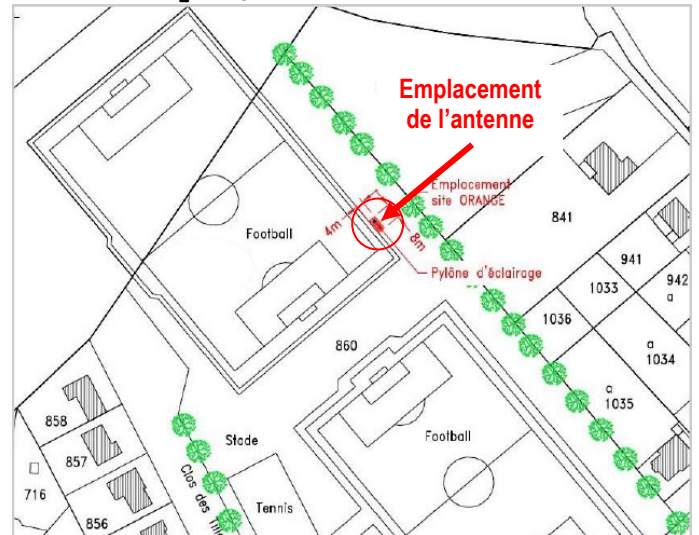 Emplacement
de l'antenne
Emplacement
site ORANGE
4m
8m
Football
Pylône d'éclairage
841
941
942
a
1033
1036
a
1034
860
a
1035
858
857
716
856
Stade
Football
Clos des
Tennis